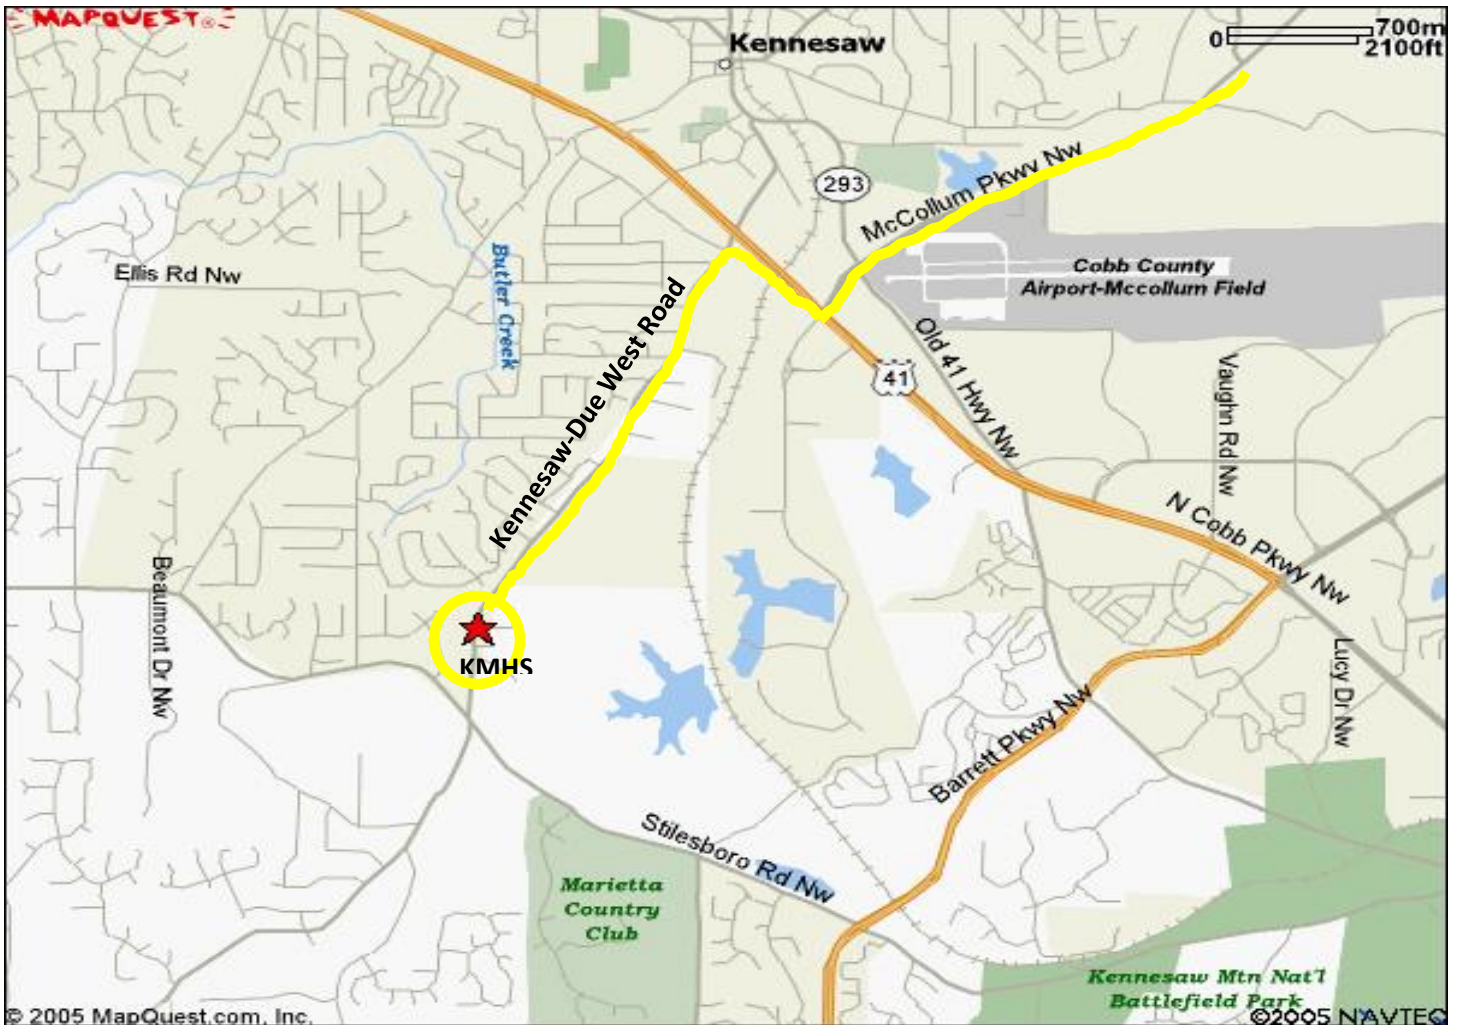 MAPQUEST®
Kennesaw
0
700m
2100ft
293
McCollum Pkwy Nw
Cobb County
Airport-Mccollum Field
Ellis Rd Nw
Butler Creek
Kennesaw-Due West Road
Old 41 Hwy Nw
41
Vaughn Rd Nw
N Cobb Pkwy Nw
Beaumont Dr Nw
KMHS
Lucy Dr Nw
Barrett Pkwy Nw
Stilesboro Rd Nw
Marietta
Country
Club
Kennesaw Mtn Nat'l
Battlefield Park
© 2005 MapQuest.com, Inc.
©2005 NAVTEQ